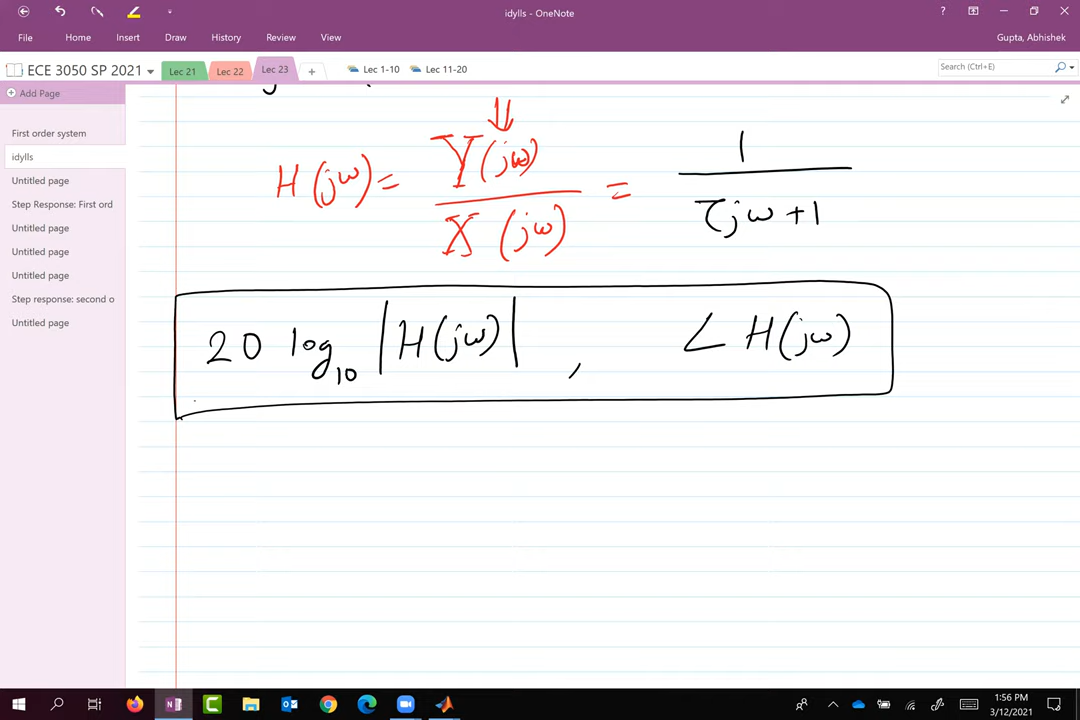 idylls - OneNote
?
Gupta, Abhishek
File Home Insert Draw History Review View
ECE 3050 SP 2021 Lec 21 Lec 22 Lec 23 + Lec 1-10 Lec 11-20 Search (Ctrl+E)
Add Page
First order system
idylls
Untitled page
Step Response: First ord
Untitled page
Untitled page
Untitled page
Step response: second o
Untitled page
H(jω) = Y(jω) / X(jω) = 1 / τjω+1
20 log10 |H(jω)| , ∠ H(jω)
1:56 PM
3/12/2021